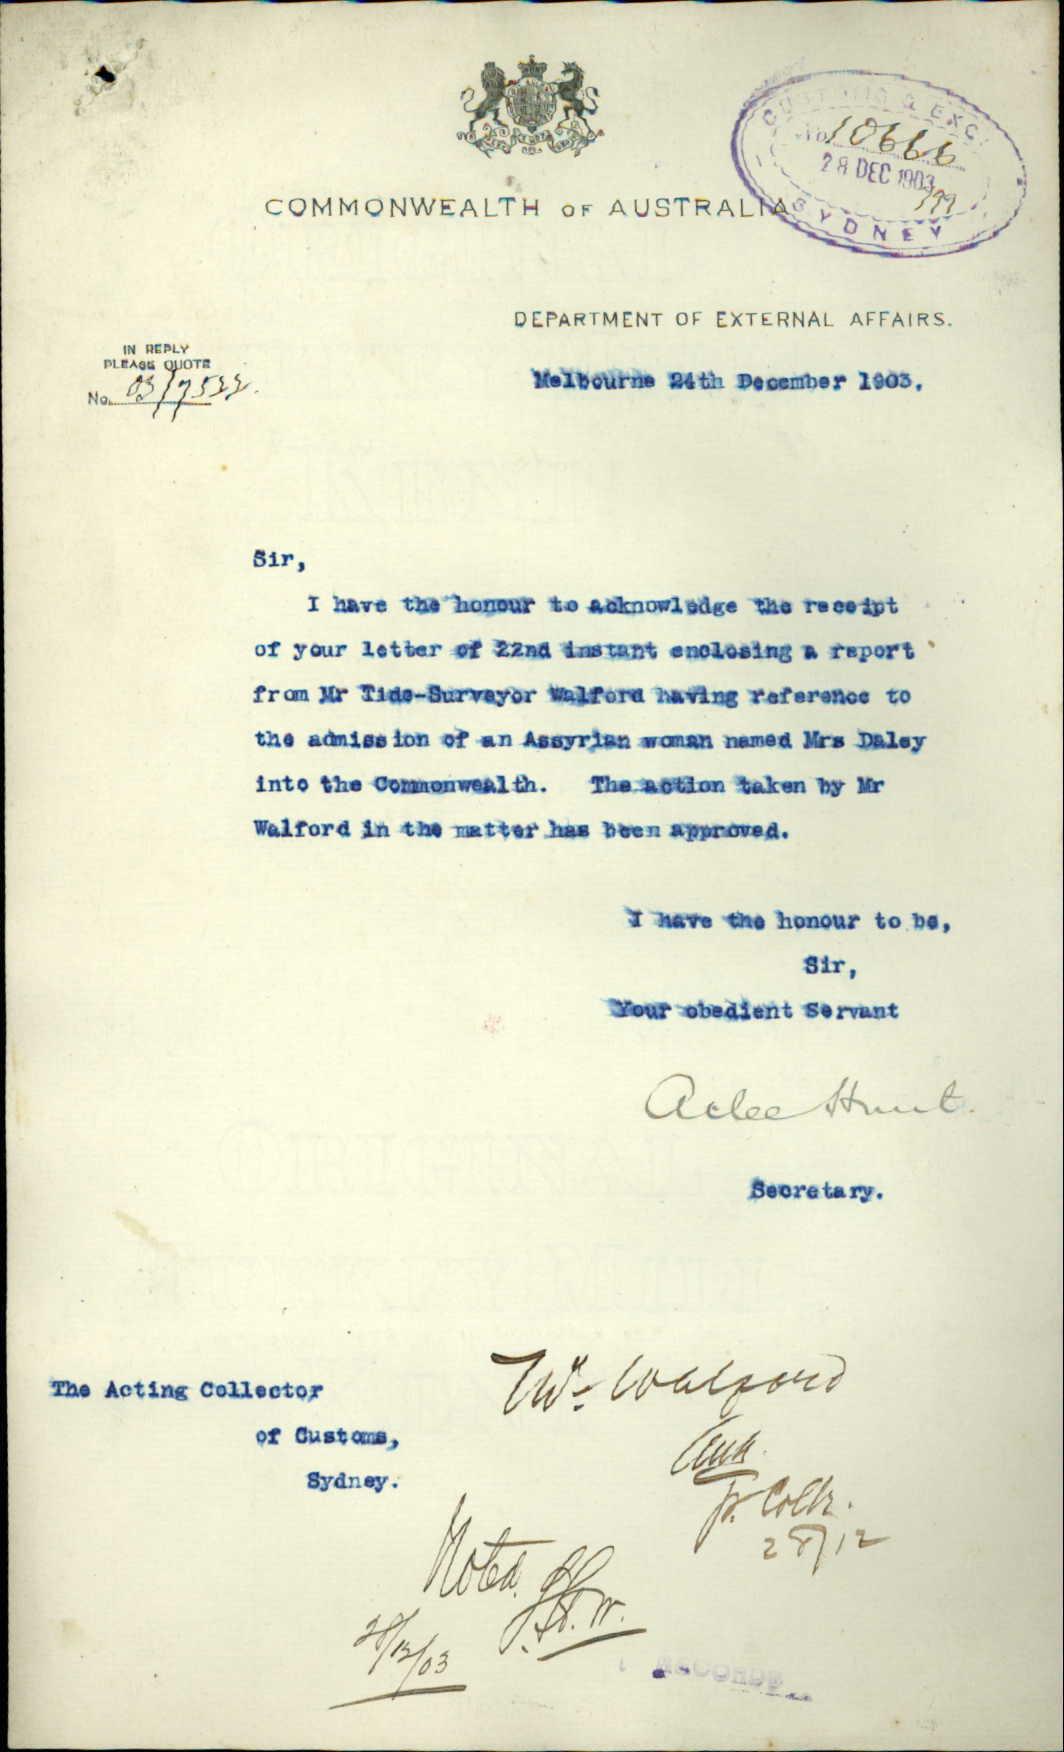 COMMONWEALTH OF AUSTRALIA
CUSTOMS & EXC
No 10666
28 DEC 1903
SYDNEY
DEPARTMENT OF EXTERNAL AFFAIRS.
IN REPLY
PLEASE QUOTE
No. 03/7522.
Melbourne 24th December 1903.
Sir,
I have the honour to acknowledge the receipt
of your letter of 22nd instant enclosing a report
from Mr Tide-Surveyor Walford having reference to
the admission of an Assyrian woman named Mrs Daley
into the Commonwealth. The action taken by Mr
Walford in the matter has been approved.
I have the honour to be,
Sir,
Your obedient Servant
Atlee Hunt.
Secretary.
The Acting Collector
of Customs,
Sydney.
Mr Walford
p. Collr.
28/12
Noted.
28/12/03
RECORDS